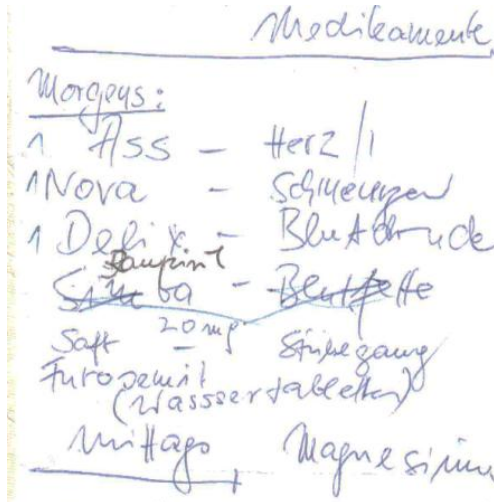 Medikamente
Morgens:
1 Ass - Herz
1 Nova - Schmerzen
1 Delix - Blutdruck
Simba - Blutfette
20 mg
Saft - Stuhlgang
Furosemid
(Wasssertabletten)
Mittags, Magnesium